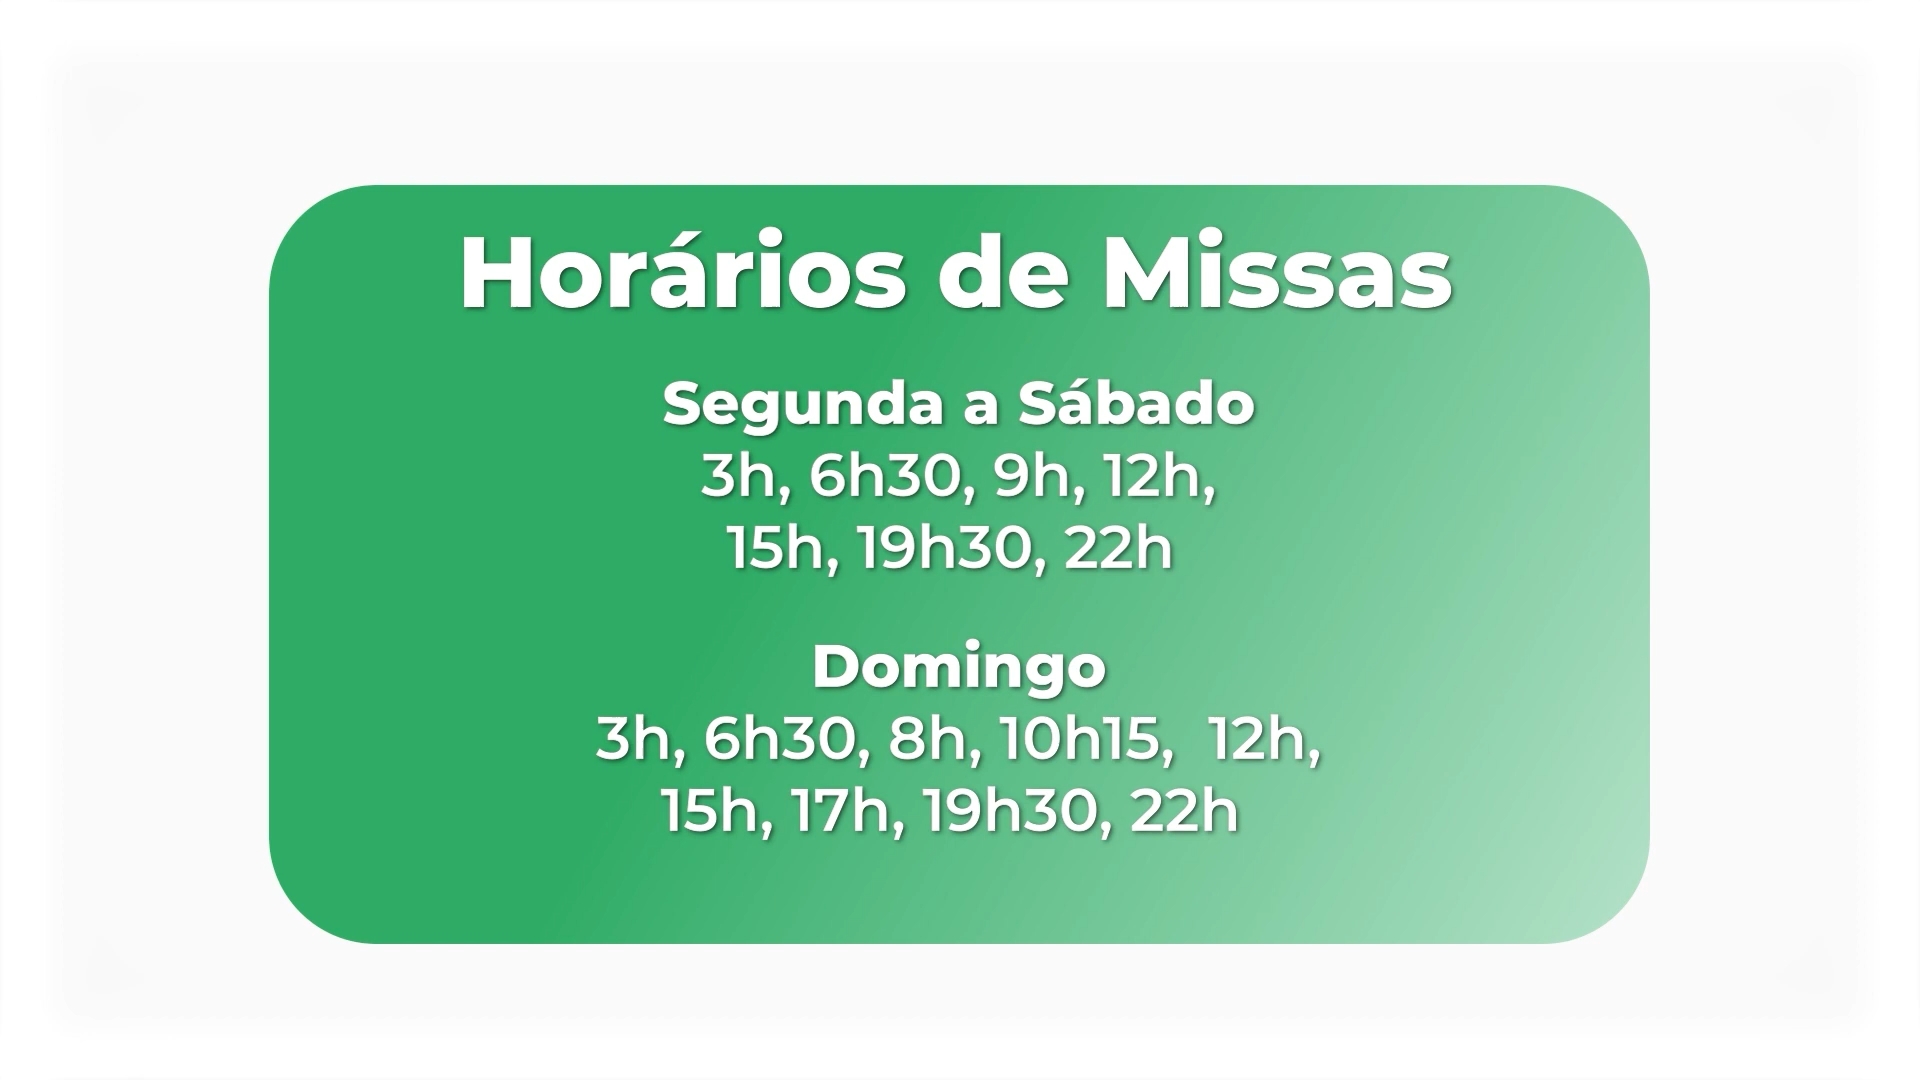 Horários de Missas
Segunda a Sábado
3h, 6h30, 9h, 12h,
15h, 19h30, 22h
Domingo
3h, 6h30, 8h, 10h15,  12h,
15h, 17h, 19h30, 22h